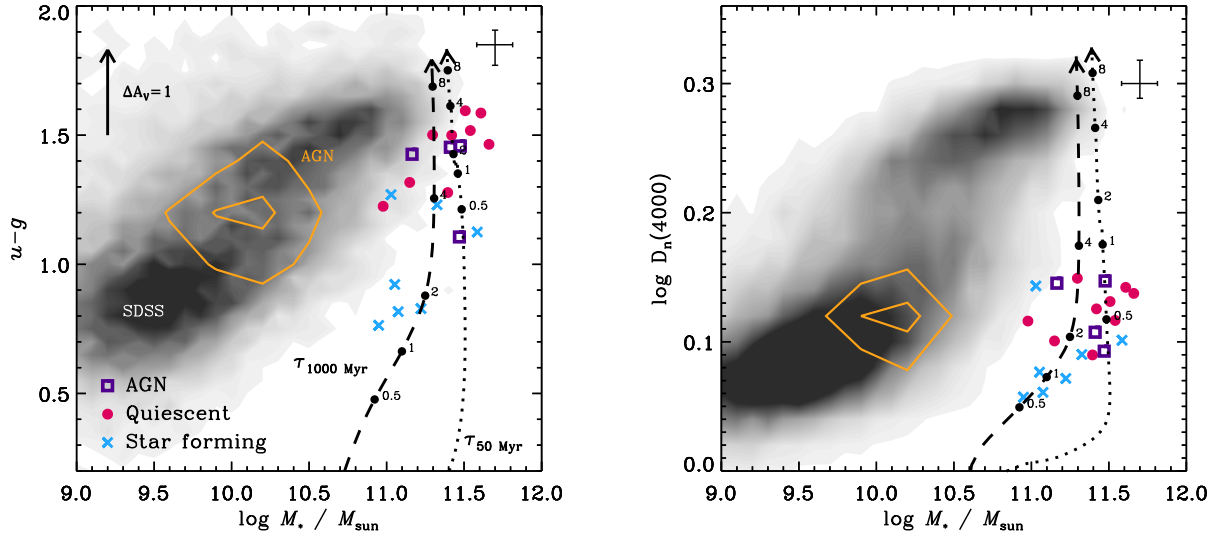 2.0
1.5
1.0
0.5
u-g
ΔA_V=1
AGN
SDSS
AGN
Quiescent
Star forming
τ_1000 Myr
τ_50 Myr
8
4
2
1
0.5
8
4
1
0.5
9.0 9.5 10.0 10.5 11.0 11.5 12.0
log M_* / M_sun
0.3
0.2
0.1
0.0
log D_n(4000)
8
4
2
1
0.5
8
4
2
1
0.5
9.0 9.5 10.0 10.5 11.0 11.5 12.0
log M_* / M_sun